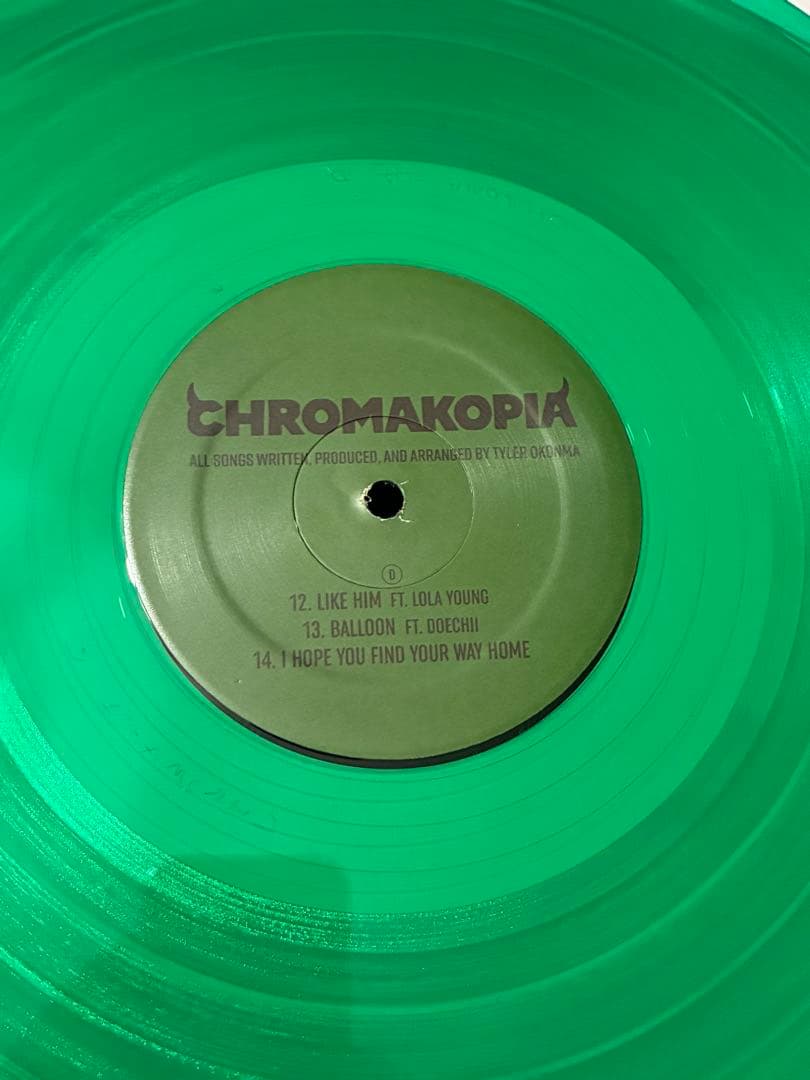 CHROMAKOPIA
ALL SONGS WRITTEN, PRODUCED, AND ARRANGED BY TYLER OKONMA
D
12. LIKE HIM FT. LOLA YOUNG
13. BALLOON FT. DOECHII
14. I HOPE YOU FIND YOUR WAY HOME